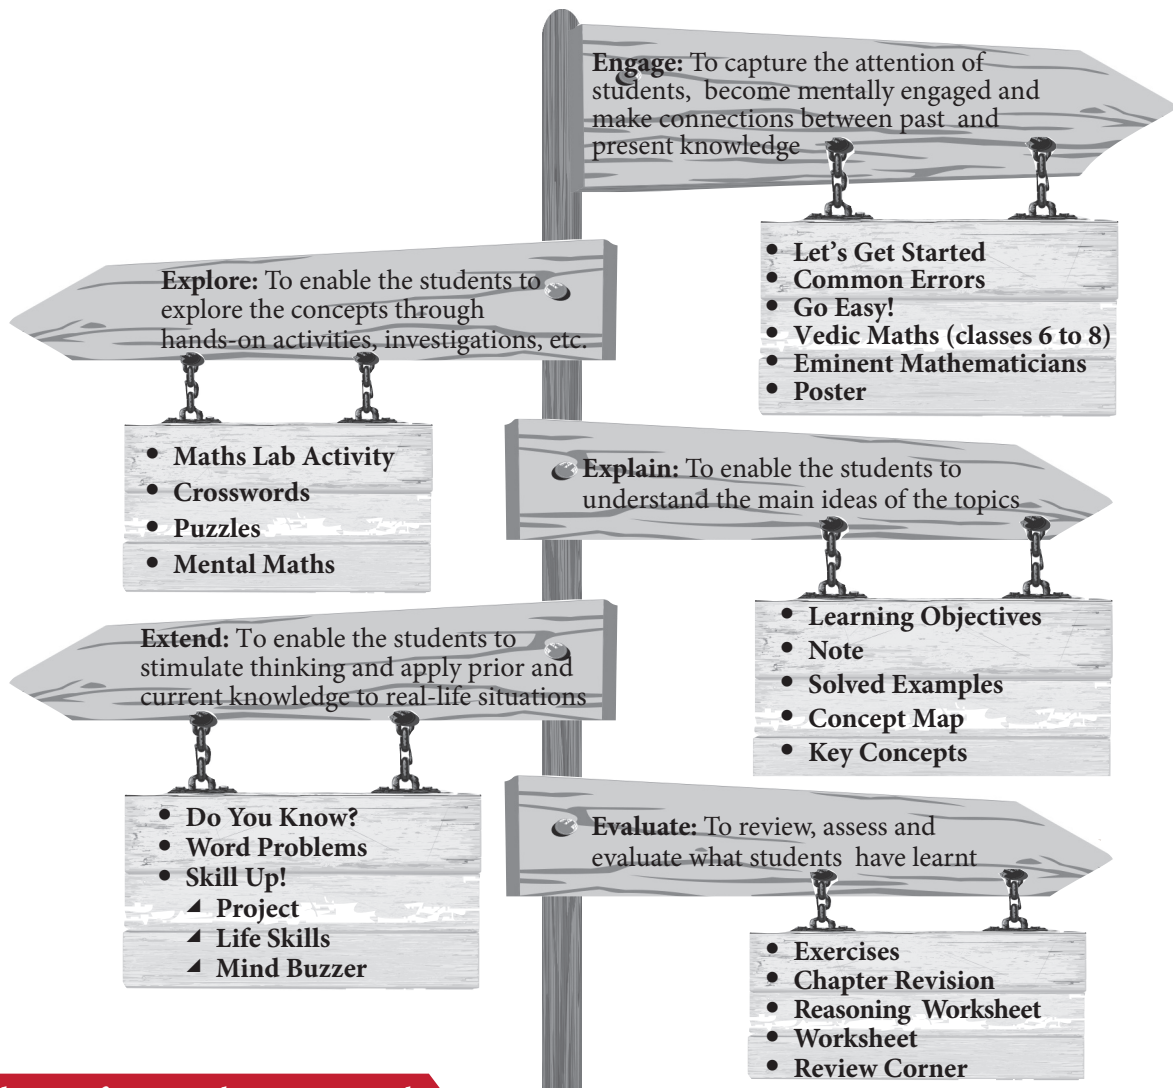 Engage: To capture the attention of
students, become mentally engaged and
make connections between past and
present knowledge
• Let's Get Started
• Common Errors
• Go Easy!
• Vedic Maths (classes 6 to 8)
• Eminent Mathematicians
• Poster
Explore: To enable the students to
explore the concepts through
hands-on activities, investigations, etc.
• Maths Lab Activity
• Crosswords
• Puzzles
• Mental Maths
Explain: To enable the students to
understand the main ideas of the topics
• Learning Objectives
• Note
• Solved Examples
• Concept Map
• Key Concepts
Extend: To enable the students to
stimulate thinking and apply prior and
current knowledge to real-life situations
• Do You Know?
• Word Problems
• Skill Up!
Project
Life Skills
Mind Buzzer
Evaluate: To review, assess and
evaluate what students have learnt
• Exercises
• Chapter Revision
• Reasoning Worksheet
• Worksheet
• Review Corner